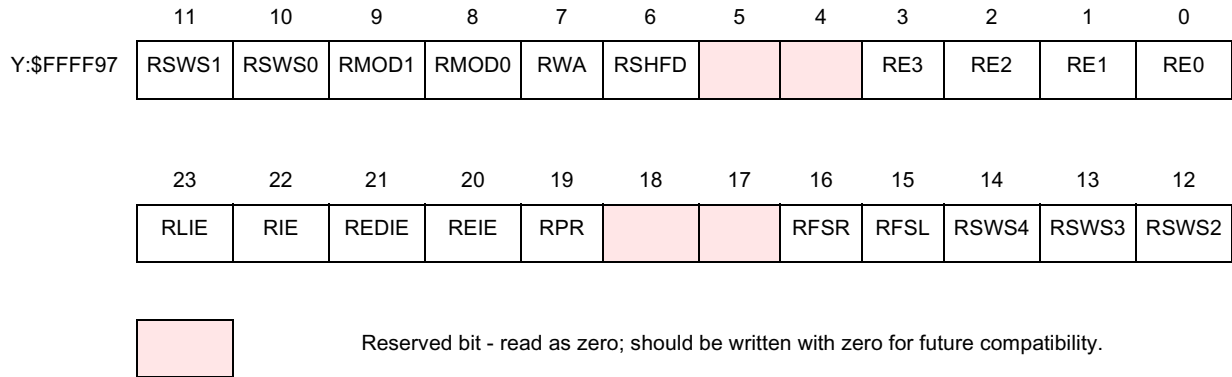 11 10 9 8 7 6 5 4 3 2 1 0
Y:$FFFF97 RSWS1 RSWS0 RMOD1 RMOD0 RWA RSHFD RE3 RE2 RE1 RE0
23 22 21 20 19 18 17 16 15 14 13 12
RLIE RIE REDIE REIE RPR RFSR RFSL RSWS4 RSWS3 RSWS2
Reserved bit - read as zero; should be written with zero for future compatibility.